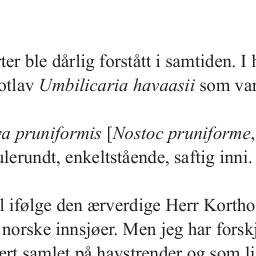 ter ble dårlig forstått i samtiden. I h
otlav Umbilicaria havaasii som var
a pruniformis [Nostoc pruniforme,
ulerundt, enkeltstående, saftig inni.
l ifølge den ærverdige Herr Kortho
norske innsjøer. Men jeg har forskj
ert samlet på havstrender og som li